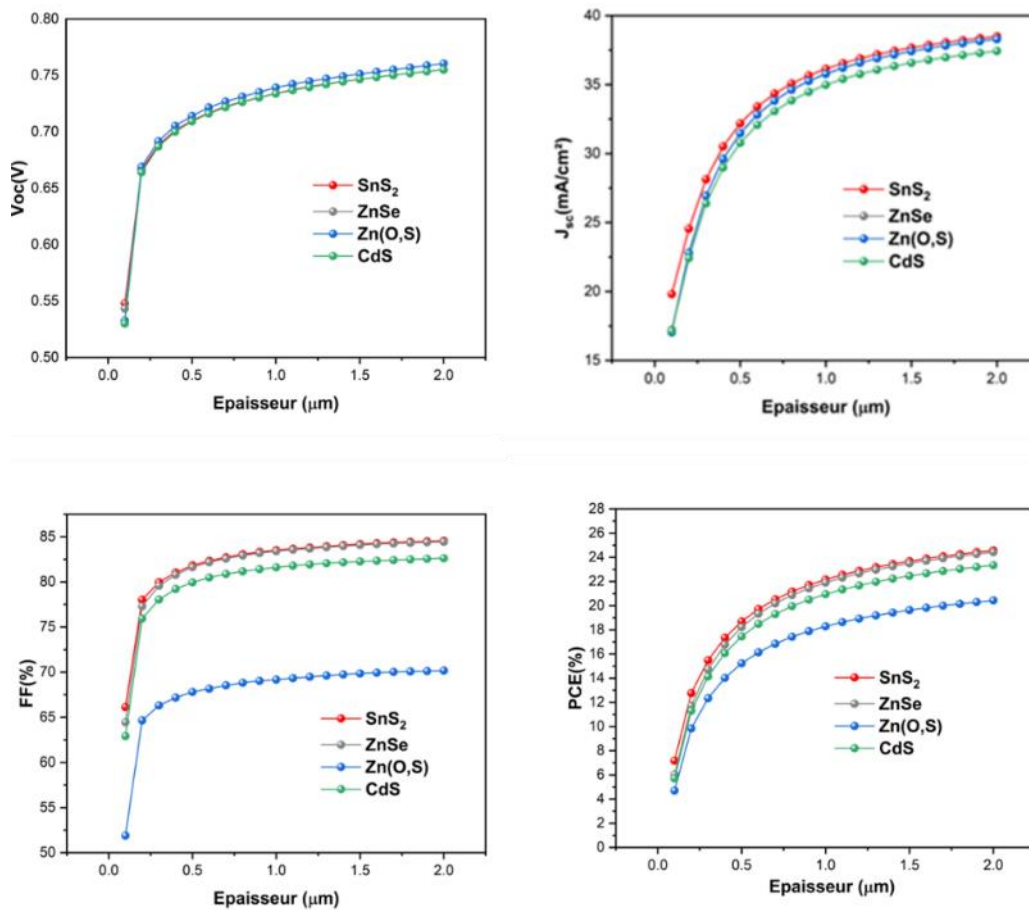 0.80
0.75
0.70
0.65
0.60
0.55
0.50
Voc(V)
SnS₂
ZnSe
Zn(O,S)
CdS
0.0 0.5 1.0 1.5 2.0
Epaisseur (μm)
40
35
30
25
20
15
Jsc(mA/cm²)
SnS₂
ZnSe
Zn(O,S)
CdS
0.0 0.5 1.0 1.5 2.0
Epaisseur (μm)
85
80
75
70
65
60
55
50
FF(%)
SnS₂
ZnSe
Zn(O,S)
CdS
0.0 0.5 1.0 1.5 2.0
Epaisseur (μm)
28
26
24
22
20
18
16
14
12
10
8
6
4
2
0
PCE(%)
SnS₂
ZnSe
Zn(O,S)
CdS
0.0 0.5 1.0 1.5 2.0
Epaisseur (μm)